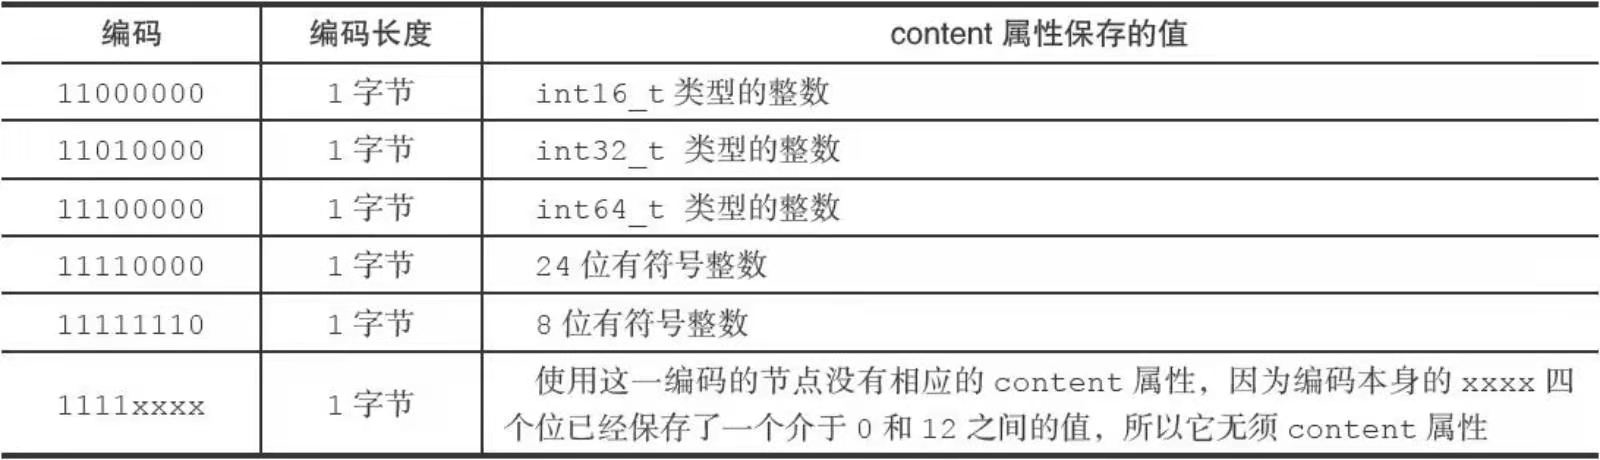 编码 编码长度 content 属性保存的值
11000000 1 字节 int16_t 类型的整数
11010000 1 字节 int32_t 类型的整数
11100000 1 字节 int64_t 类型的整数
11110000 1 字节 24 位有符号整数
11111110 1 字节 8 位有符号整数
1111xxxx 1 字节 使用这一编码的节点没有相应的 content 属性，因为编码本身的 xxxx 四
个位已经保存了一个介于 0 和 12 之间的值，所以它无须 content 属性